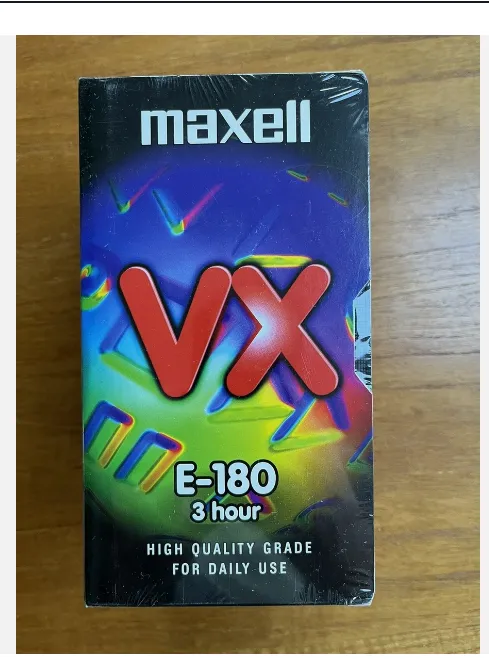 maxell
VX
E-180
3 hour
HIGH QUALITY GRADE
FOR DAILY USE